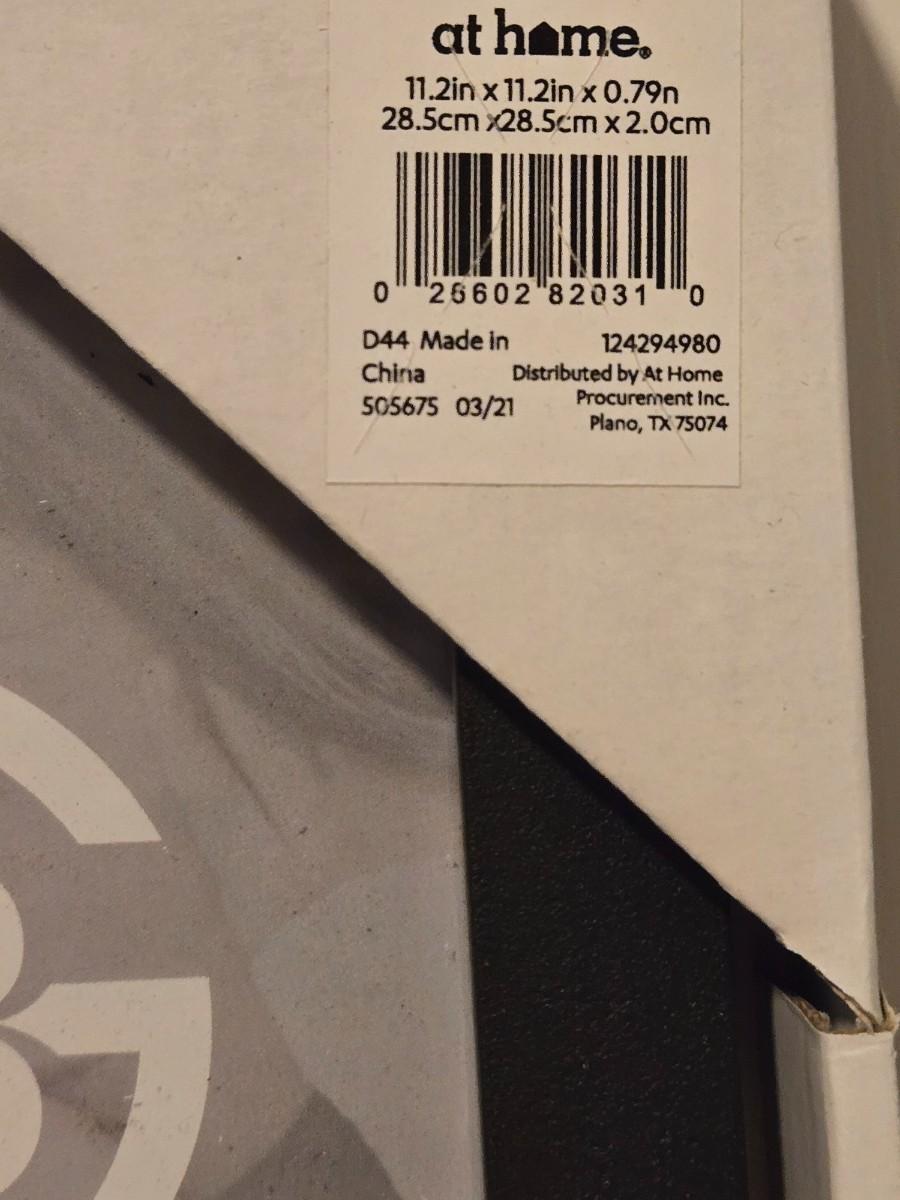 at home®
11.2in x 11.2in x 0.79n
28.5cm x28.5cm x 2.0cm
0 26602 82031 0
D44 Made in
China
505675 03/21
124294980
Distributed by At Home
Procurement Inc.
Plano, TX 75074